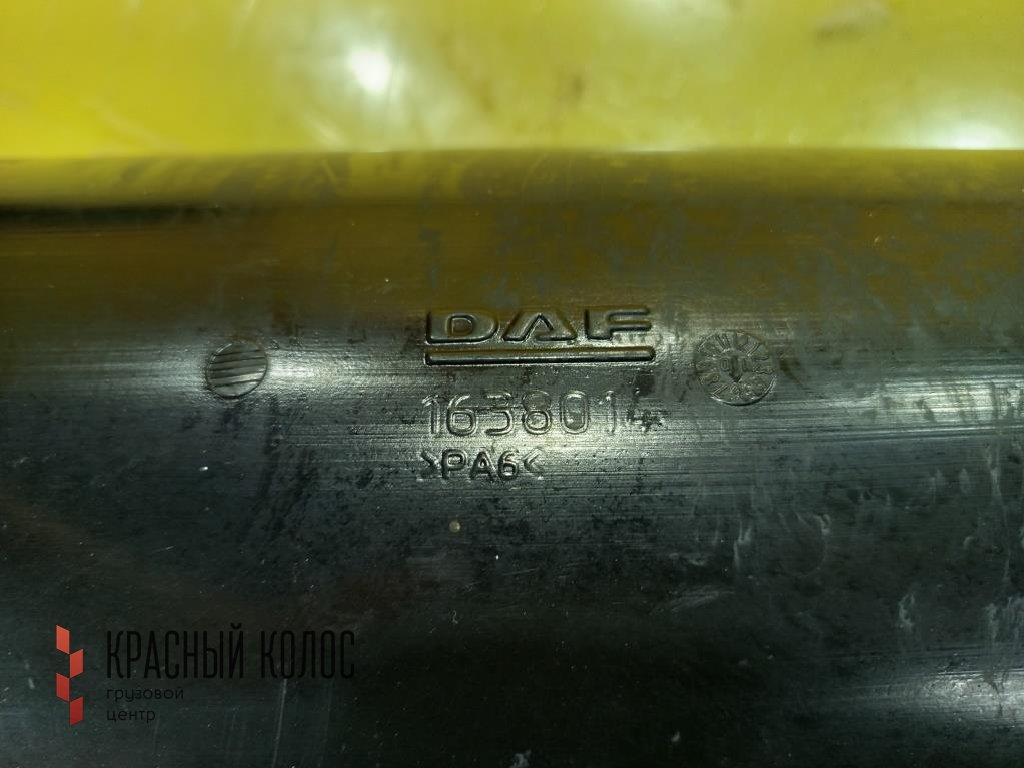 DAF
1638014
>PA6<
КРАСНЫЙ КОЛОС
грузовой
центр